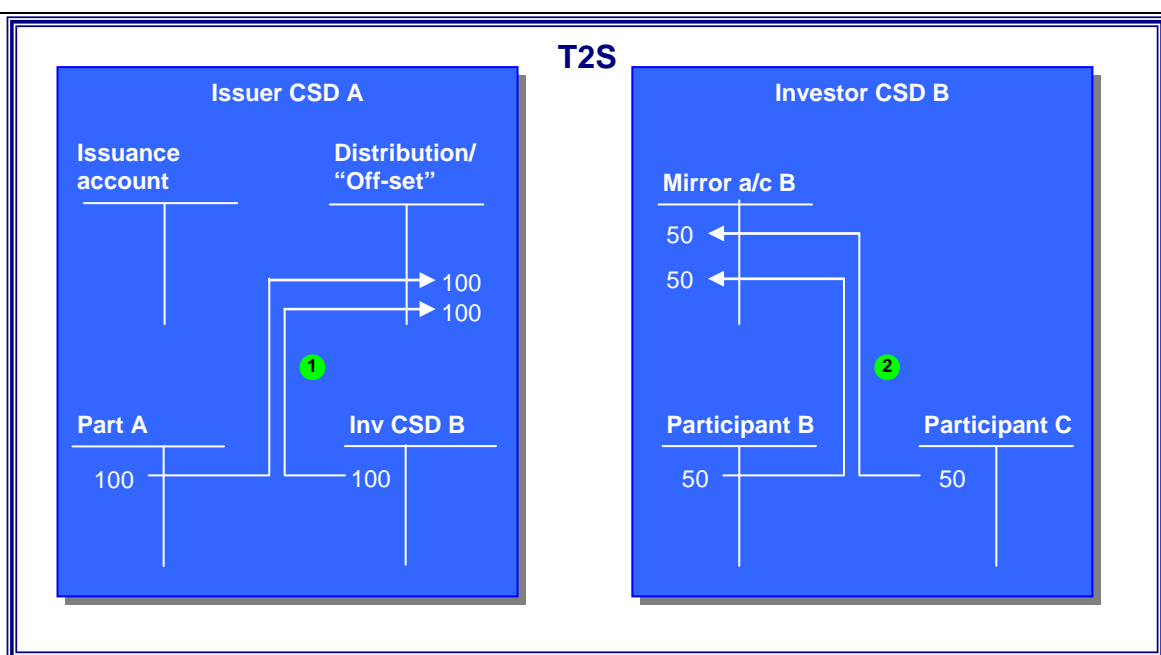 T2S
Issuer CSD A
Issuance
account
Distribution/
“Off-set”
100
100
1
Part A
Inv CSD B
100
100
Investor CSD B
Mirror a/c B
50
50
2
Participant B
Participant C
50
50